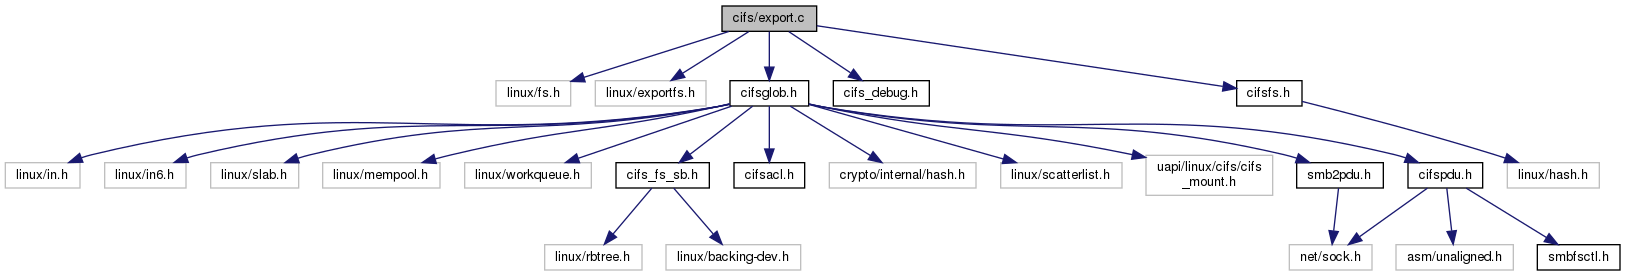 cifs/export.c
linux/fs.h
linux/exportfs.h
cifsglob.h
cifs_debug.h
cifsfs.h
linux/in.h
linux/in6.h
linux/slab.h
linux/mempool.h
linux/workqueue.h
cifs_fs_sb.h
cifsacl.h
crypto/internal/hash.h
linux/scatterlist.h
uapi/linux/cifs/cifs
_mount.h
smb2pdu.h
cifspdu.h
linux/hash.h
linux/rbtree.h
linux/backing-dev.h
net/sock.h
asm/unaligned.h
smbfsctl.h